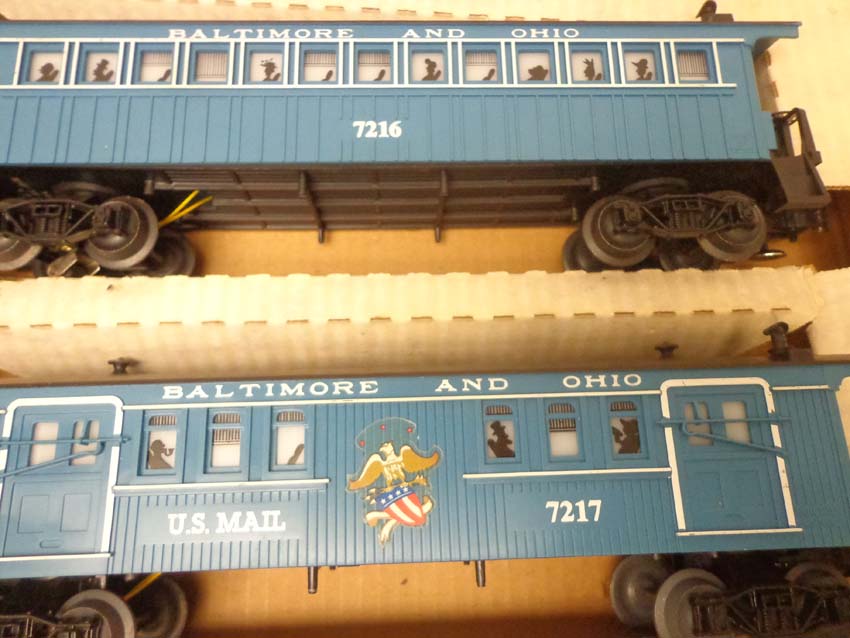 BALTIMORE AND OHIO
7216
BALTIMORE AND OHIO
U.S. MAIL
7217